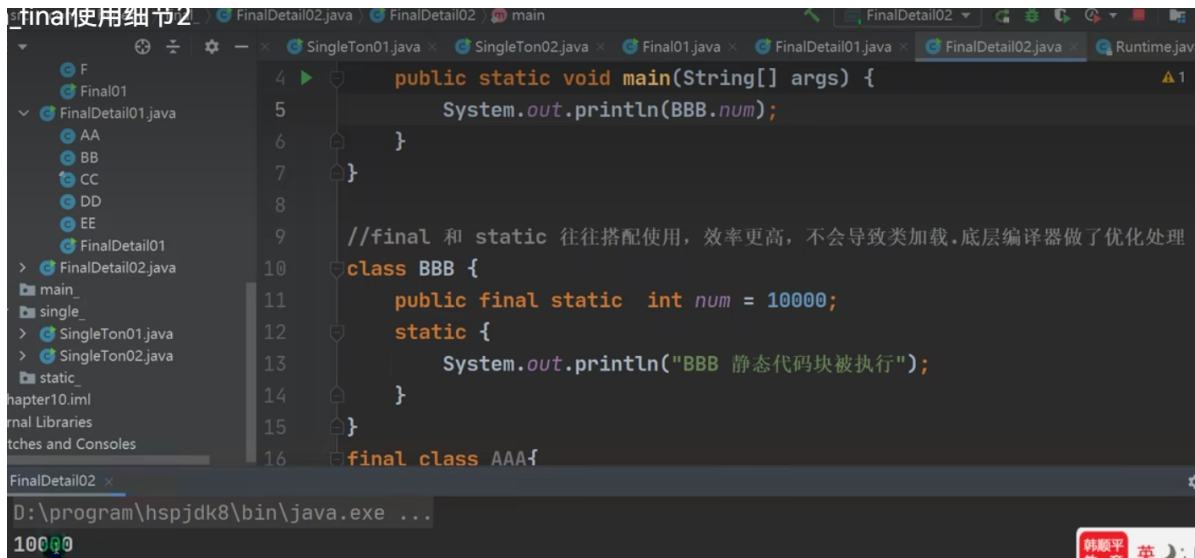 _final使用细节2
FinalDetail02.java FinalDetail02 main
FinalDetail02
SingleTon01.java SingleTon02.java Final01.java FinalDetail01.java FinalDetail02.java Runtime.jav
F
Final01
FinalDetail01.java
AA
BB
CC
DD
EE
FinalDetail01
FinalDetail02.java
main_
single_
SingleTon01.java
SingleTon02.java
static_
hapter10.iml
rnal Libraries
tches and Consoles
4 public static void main(String[] args) {
1
5 System.out.println(BBB.num);
6 }
7 }
8
9 //final 和 static 往往搭配使用，效率更高，不会导致类加载.底层编译器做了优化处理
10 class BBB {
11 public final static  int num = 10000;
12 static {
13 System.out.println("BBB 静态代码块被执行");
14 }
15 }
16 final class AAA{
FinalDetail02
D:\program\hspjdk8\bin\java.exe ...
10000
韩顺平
英